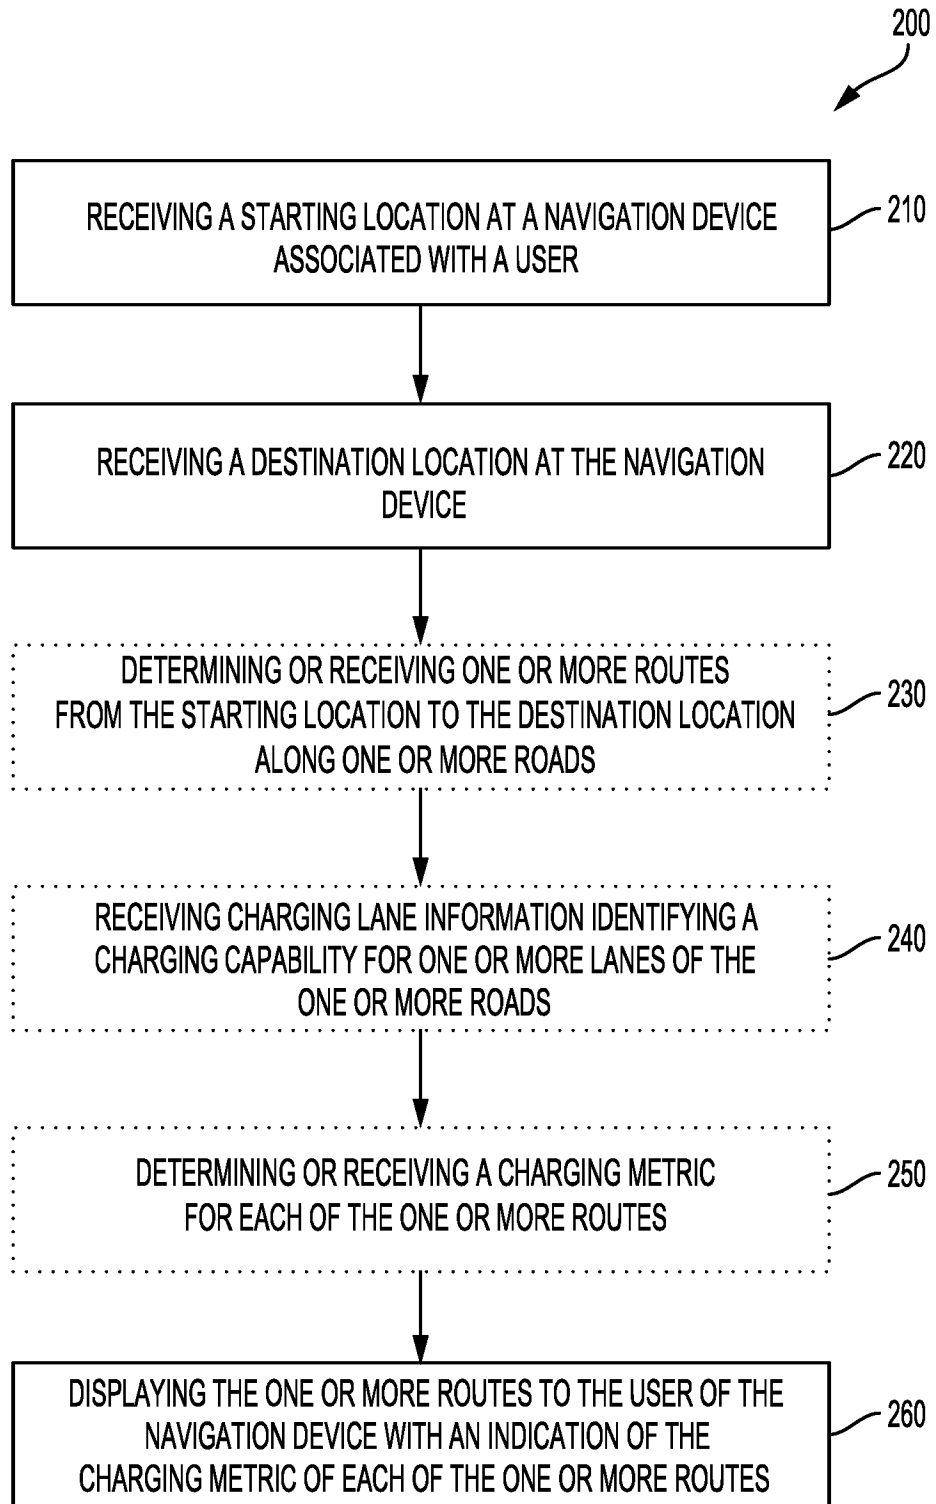 200
RECEIVING A STARTING LOCATION AT A NAVIGATION DEVICE
ASSOCIATED WITH A USER
210
RECEIVING A DESTINATION LOCATION AT THE NAVIGATION
DEVICE
220
DETERMINING OR RECEIVING ONE OR MORE ROUTES
FROM THE STARTING LOCATION TO THE DESTINATION LOCATION
ALONG ONE OR MORE ROADS
230
RECEIVING CHARGING LANE INFORMATION IDENTIFYING A
CHARGING CAPABILITY FOR ONE OR MORE LANES OF THE
ONE OR MORE ROADS
240
DETERMINING OR RECEIVING A CHARGING METRIC
FOR EACH OF THE ONE OR MORE ROUTES
250
DISPLAYING THE ONE OR MORE ROUTES TO THE USER OF THE
NAVIGATION DEVICE WITH AN INDICATION OF THE
CHARGING METRIC OF EACH OF THE ONE OR MORE ROUTES
260